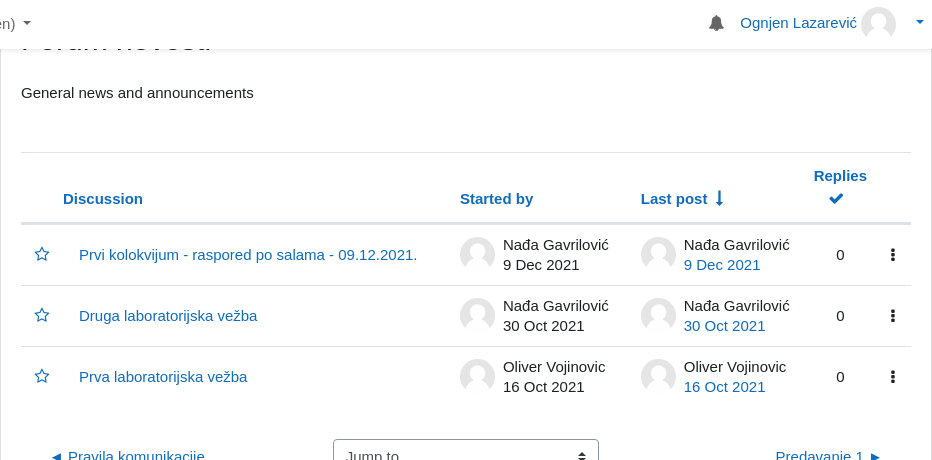 en)
Ognjen Lazarević
Forum novosti
General news and announcements
Discussion
Started by
Last post
Replies
Prvi kolokvijum - raspored po salama - 09.12.2021.
Nađa Gavrilović
9 Dec 2021
Nađa Gavrilović
9 Dec 2021
0
Druga laboratorijska vežba
Nađa Gavrilović
30 Oct 2021
Nađa Gavrilović
30 Oct 2021
0
Prva laboratorijska vežba
Oliver Vojinovic
16 Oct 2021
Oliver Vojinovic
16 Oct 2021
0
◄ Pravila komunikacije
Jump to
Predavanje 1 ►